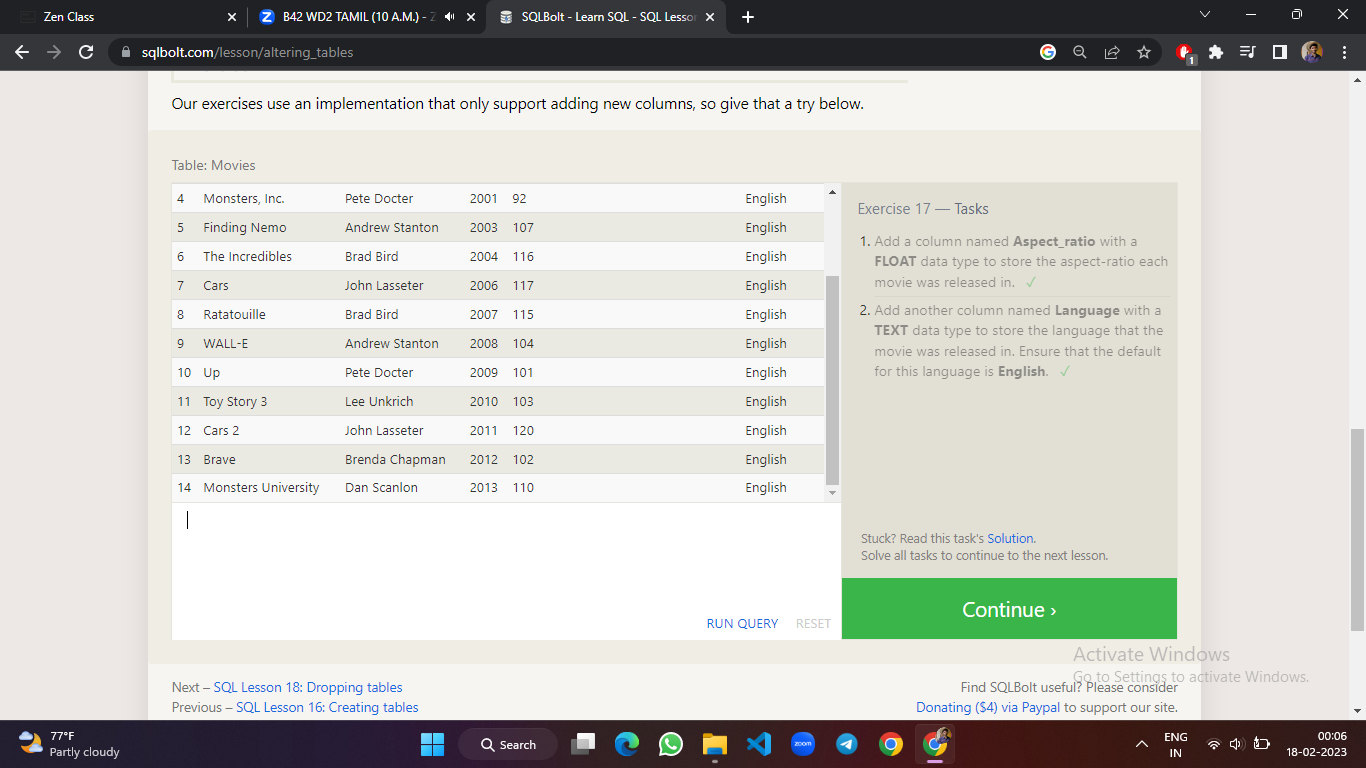 Zen Class
B42 WD2 TAMIL (10 A.M.) - Z
SQLBolt - Learn SQL - SQL Lesson
sqlbolt.com/lesson/altering_tables
1
Our exercises use an implementation that only support adding new columns, so give that a try below.
Table: Movies
4 Monsters, Inc. Pete Docter 2001 92 English
5 Finding Nemo Andrew Stanton 2003 107 English
6 The Incredibles Brad Bird 2004 116 English
7 Cars John Lasseter 2006 117 English
8 Ratatouille Brad Bird 2007 115 English
9 WALL-E Andrew Stanton 2008 104 English
10 Up Pete Docter 2009 101 English
11 Toy Story 3 Lee Unkrich 2010 103 English
12 Cars 2 John Lasseter 2011 120 English
13 Brave Brenda Chapman 2012 102 English
14 Monsters University Dan Scanlon 2013 110 English
RUN QUERY RESET
Exercise 17 — Tasks
1. Add a column named Aspect_ratio with a
FLOAT data type to store the aspect-ratio each
movie was released in. ✓
2. Add another column named Language with a
TEXT data type to store the language that the
movie was released in. Ensure that the default
for this language is English. ✓
Stuck? Read this task's Solution.
Solve all tasks to continue to the next lesson.
Continue ›
Activate Windows
Go to Settings to activate Windows.
Next – SQL Lesson 18: Dropping tables
Previous – SQL Lesson 16: Creating tables
Find SQLBolt useful? Please consider
Donating ($4) via Paypal to support our site.
77°F
Partly cloudy
Search
zoom
ENG
IN
00:06
18-02-2023